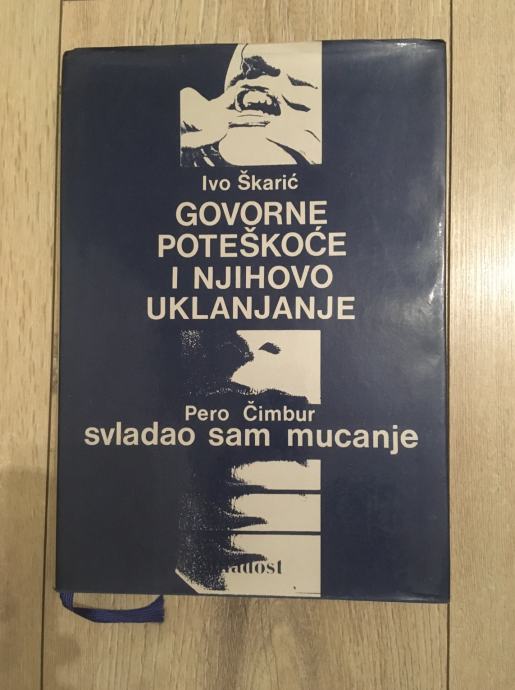 Ivo Škarić
GOVORNE
POTEŠKOĆE
I NJIHOVO
UKLANJANJE
Pero Čimbur
svladao sam mucanje